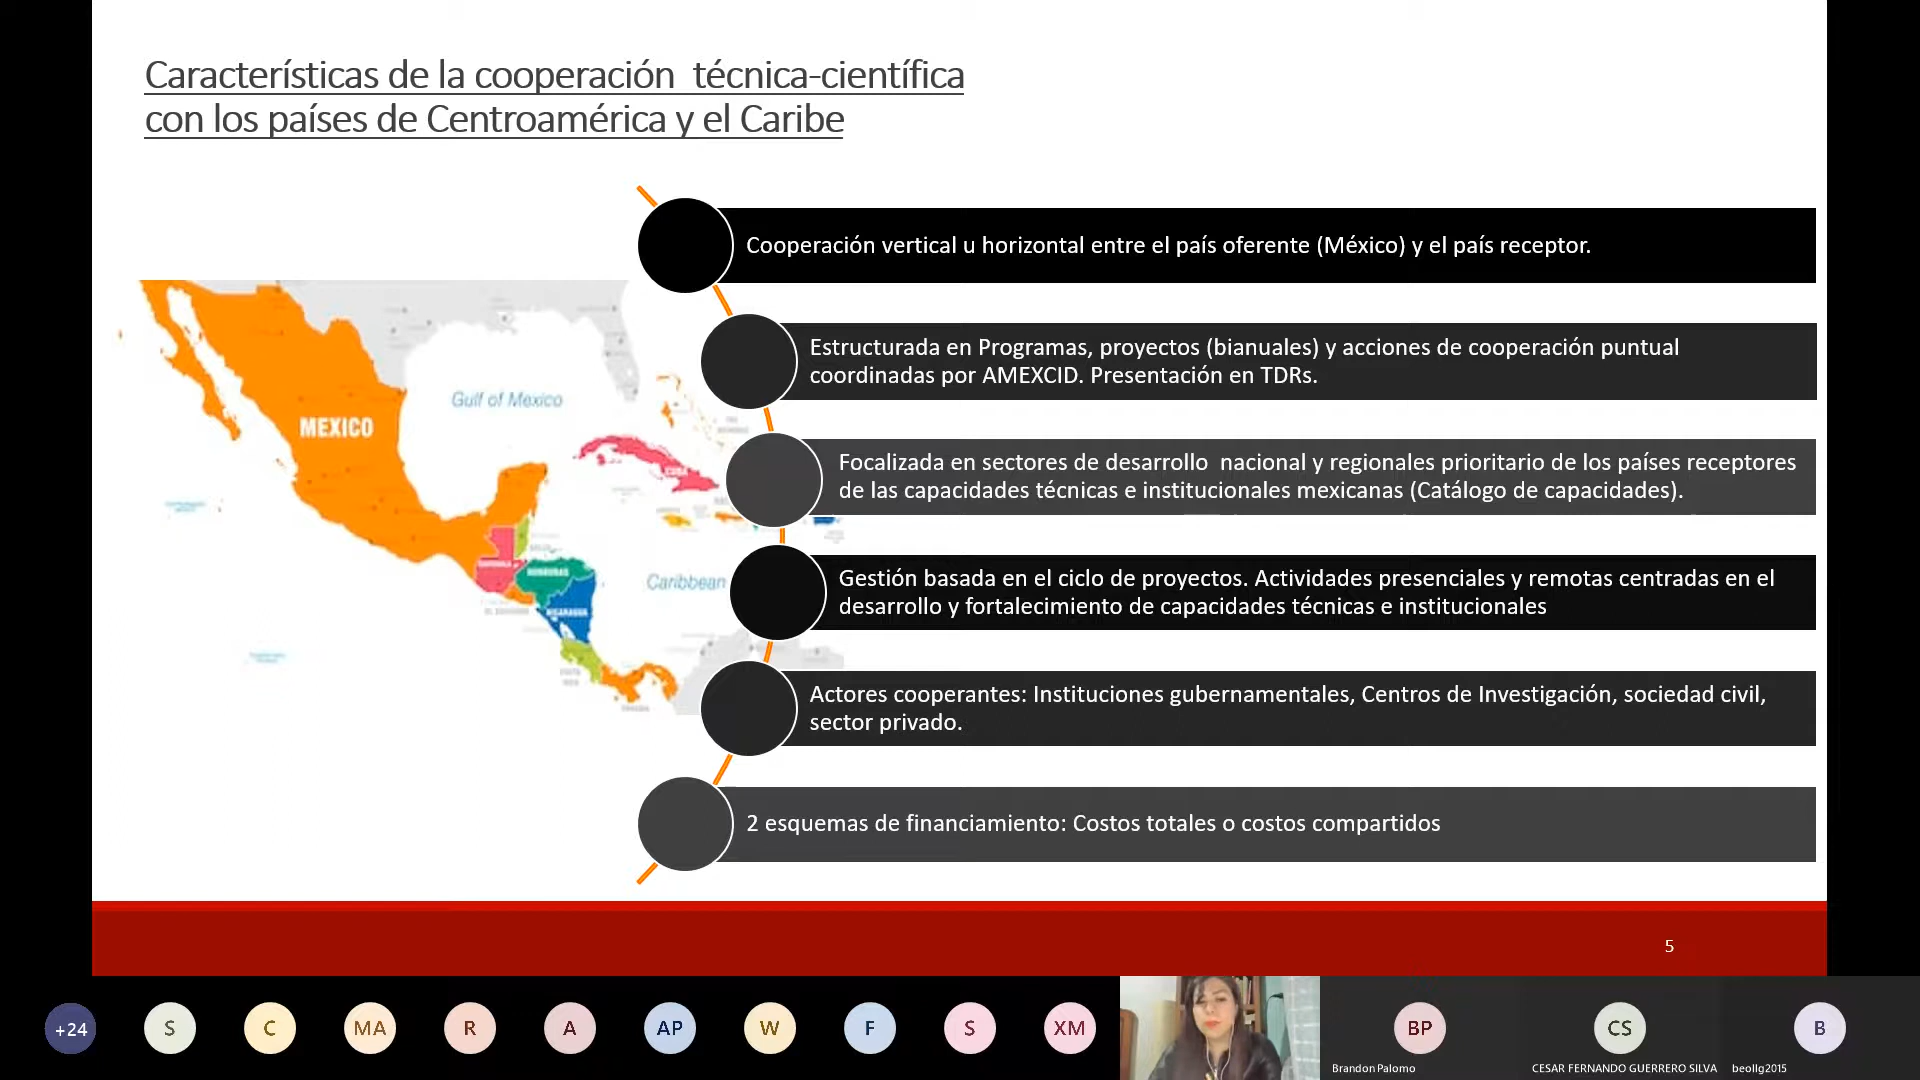 Características de la cooperación  técnica-científica
con los países de Centroamérica y el Caribe
Cooperación vertical u horizontal entre el país oferente (México) y el país receptor.
Estructurada en Programas, proyectos (bianuales) y acciones de cooperación puntual
coordinadas por AMEXCID. Presentación en TDRs.
Focalizada en sectores de desarrollo  nacional y regionales prioritario de los países receptores
de las capacidades técnicas e institucionales mexicanas (Catálogo de capacidades).
Gestión basada en el ciclo de proyectos. Actividades presenciales y remotas centradas en el
desarrollo y fortalecimiento de capacidades técnicas e institucionales
Actores cooperantes: Instituciones gubernamentales, Centros de Investigación, sociedad civil,
sector privado.
2 esquemas de financiamiento: Costos totales o costos compartidos
Gulf of Mexico
MEXICO
CUBA
HONDURAS
NICARAGUA
Caribbean
5
+24
S
C
MA
R
A
AP
W
F
S
XM
BP
CS
B
Brandon Palomo
CESAR FERNANDO GUERRERO SILVA
beollg2015